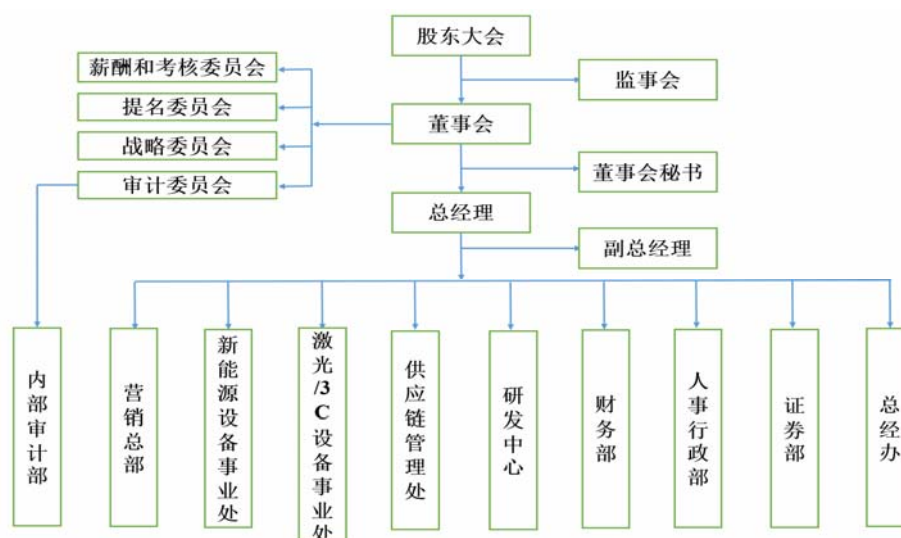 股东大会
薪酬和考核委员会
监事会
提名委员会
董事会
战略委员会
董事会秘书
审计委员会
总经理
副总经理
内部审计部
营销总部
新能源设备事业处
激光/3C设备事业处
供应链管理处
研发中心
财务部
人事行政部
证券部
总经办